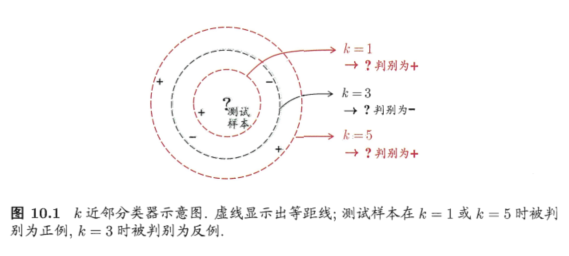 k = 1
→ ? 判别为+
+
−
k = 3
?
→ ? 判别为−
+
测试
样本
−
k = 5
+
→ ? 判别为+
图 10.1 k 近邻分类器示意图. 虚线显示出等距线; 测试样本在 k = 1 或 k = 5 时被判
别为正例, k = 3 时被判别为反例.